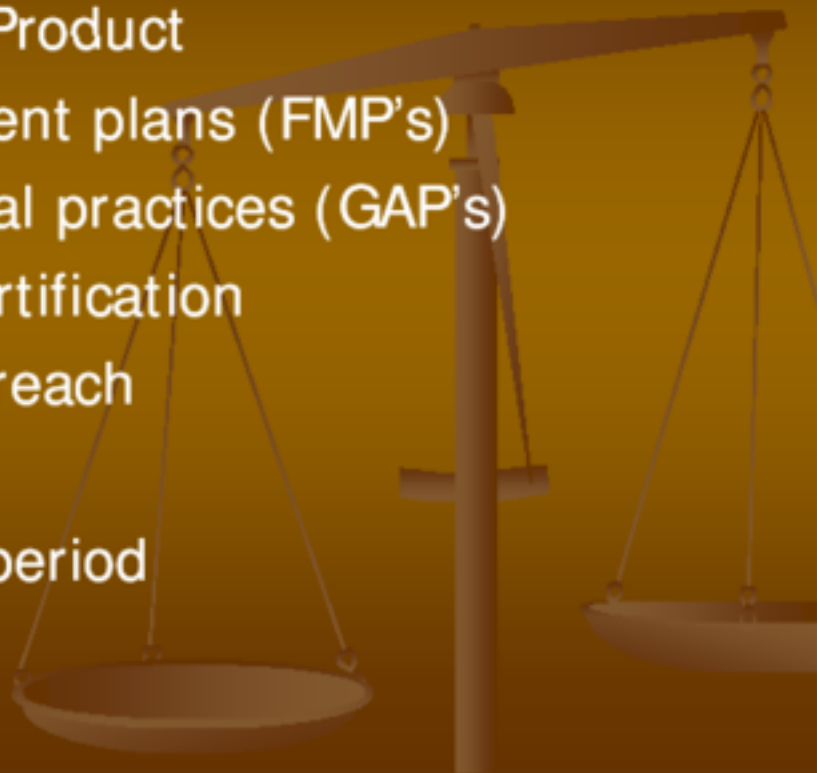 Product
ent plans (FMP's)
al practices (GAP's)
rtification
reach
period